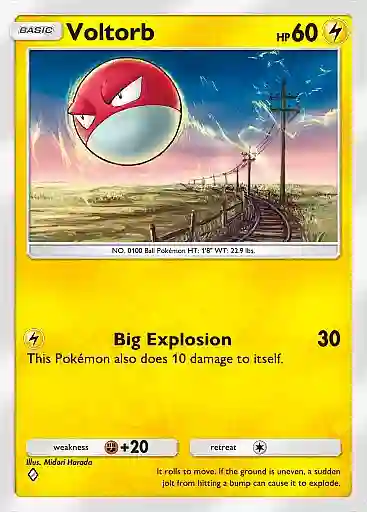 BASIC Voltorb HP 60
NO. 0100 Ball Pokémon HT: 1'8" WT: 22.9 lbs.
Big Explosion 30
This Pokémon also does 10 damage to itself.
weakness +20 retreat
Illus. Midori Harada
It rolls to move. If the ground is uneven, a sudden
jolt from hitting a bump can cause it to explode.